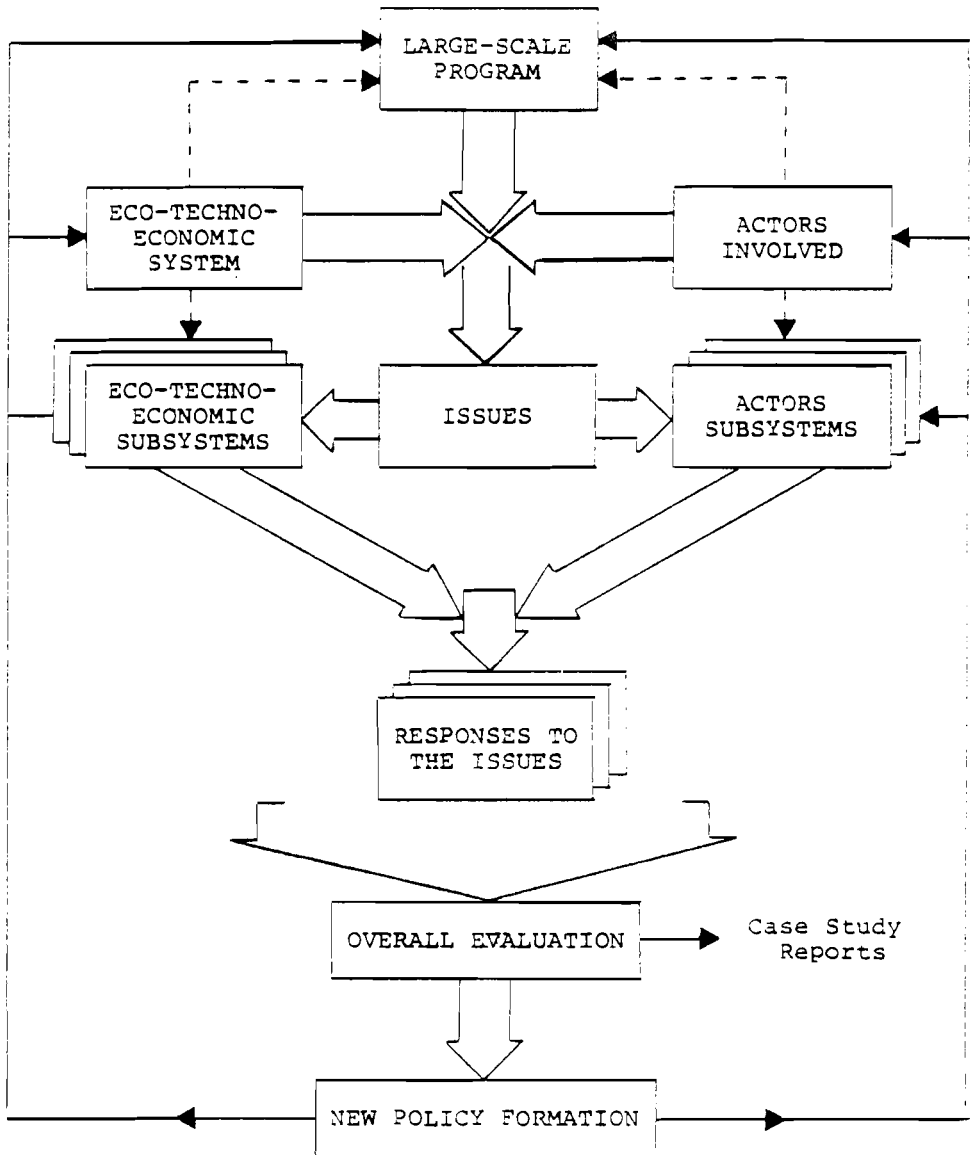 LARGE-SCALE
PROGRAM
ECO-TECHNO-
ECONOMIC
SYSTEM
ACTORS
INVOLVED
ECO-TECHNO-
ECONOMIC
SUBSYSTEMS
ISSUES
ACTORS
SUBSYSTEMS
RESPONSES TO
THE ISSUES
OVERALL EVALUATION
Case Study
Reports
NEW POLICY FORMATION